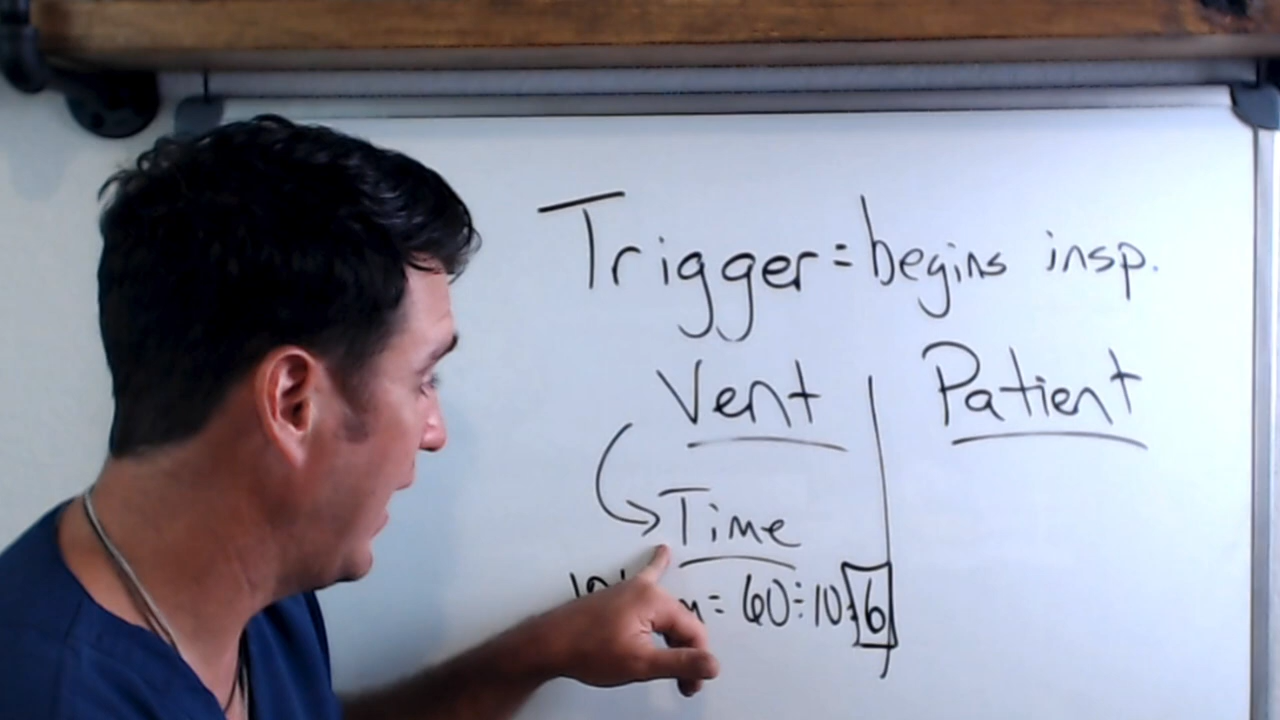 Trigger = begins insp.
Vent Patient
Time
= 60 ÷ 10 = 6